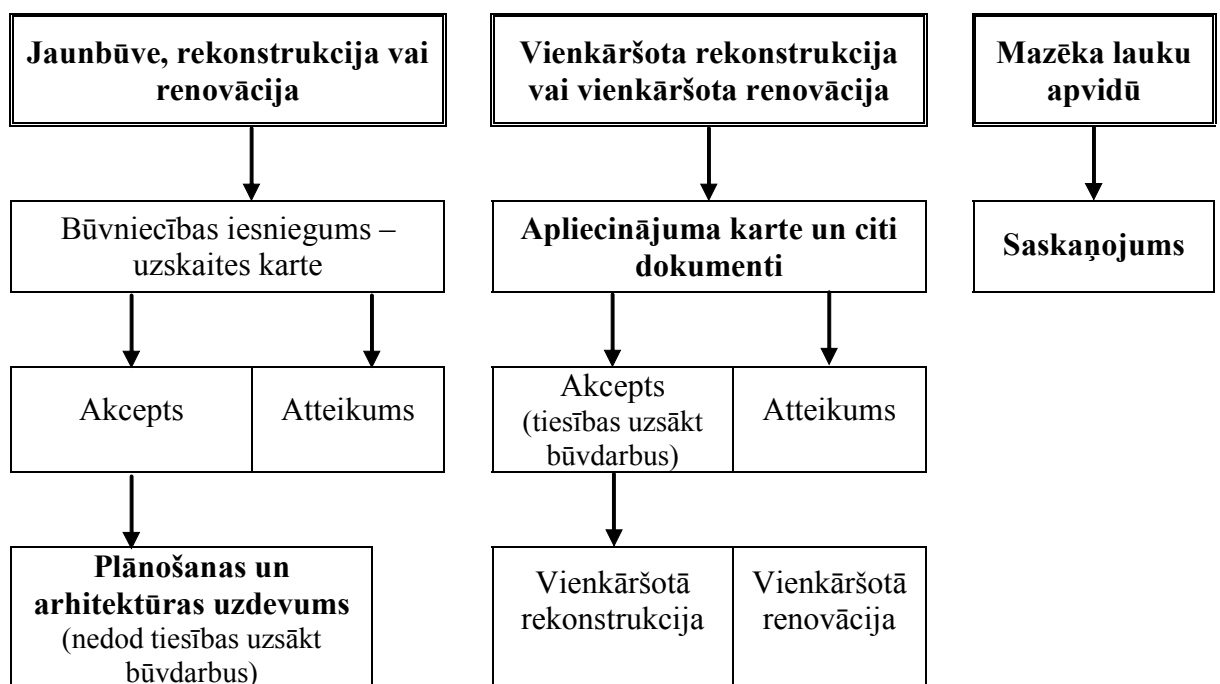 Jaunbūve, rekonstrukcija vai
renovācija
Vienkāršota rekonstrukcija
vai vienkāršota renovācija
Mazēka lauku
apvidū
Būvniecības iesniegums –
uzskaites karte
Apliecinājuma karte un citi
dokumenti
Saskaņojums
Akcepts
Atteikums
Akcepts
(tiesības uzsākt
būvdarbus)
Atteikums
Plānošanas un
arhitektūras uzdevums
(nedod tiesības uzsākt
būvdarbus)
Vienkāršotā
rekonstrukcija
Vienkāršotā
renovācija